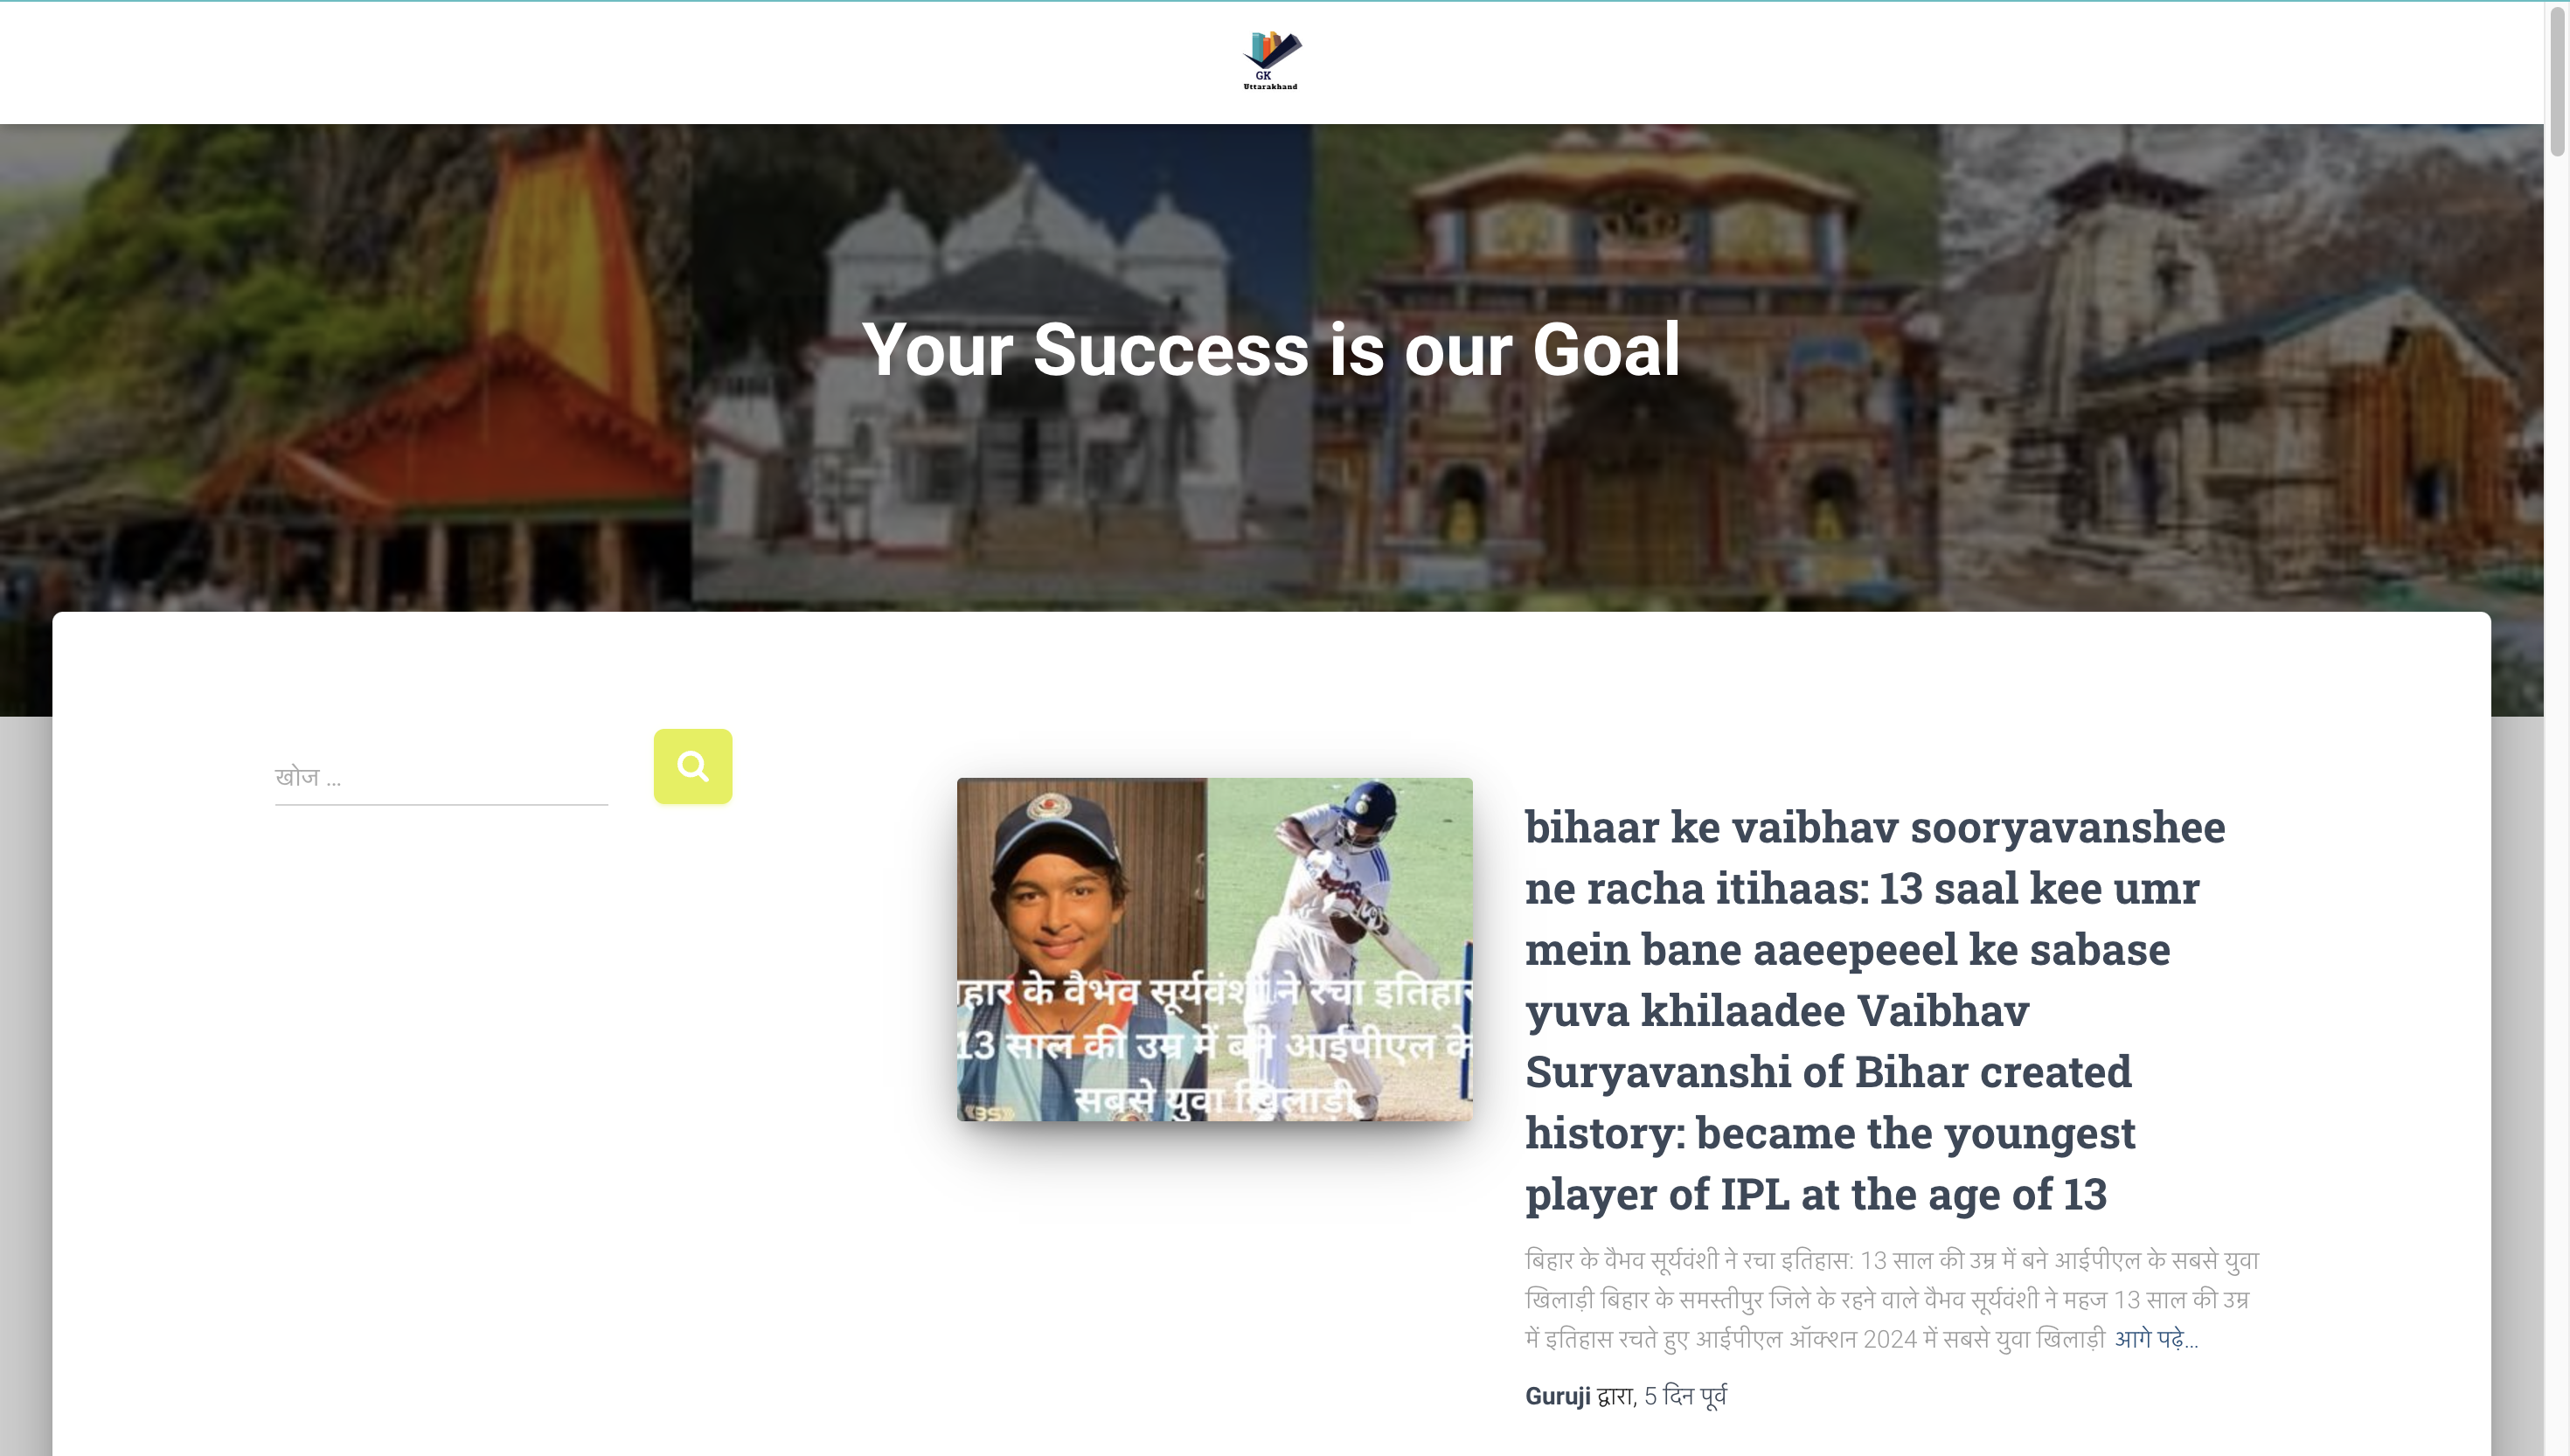 GK
Uttarakhand
Your Success is our Goal
खोज ...
हार के वैभव सूर्यवंशी ने रचा इतिहास
13 साल की उम्र में बने आईपीएल के
सबसे युवा खिलाड़ी
bihaar ke vaibhav sooryavanshee
ne racha itihaas: 13 saal kee umr
mein bane aaeepeeel ke sabase
yuva khilaadee Vaibhav
Suryavanshi of Bihar created
history: became the youngest
player of IPL at the age of 13
बिहार के वैभव सूर्यवंशी ने रचा इतिहास: 13 साल की उम्र में बने आईपीएल के सबसे युवा
खिलाड़ी बिहार के समस्तीपुर जिले के रहने वाले वैभव सूर्यवंशी ने महज 13 साल की उम्र
में इतिहास रचते हुए आईपीएल ऑक्शन 2024 में सबसे युवा खिलाड़ी आगे पढ़े...
Guruji द्वारा, 5 दिन पूर्व